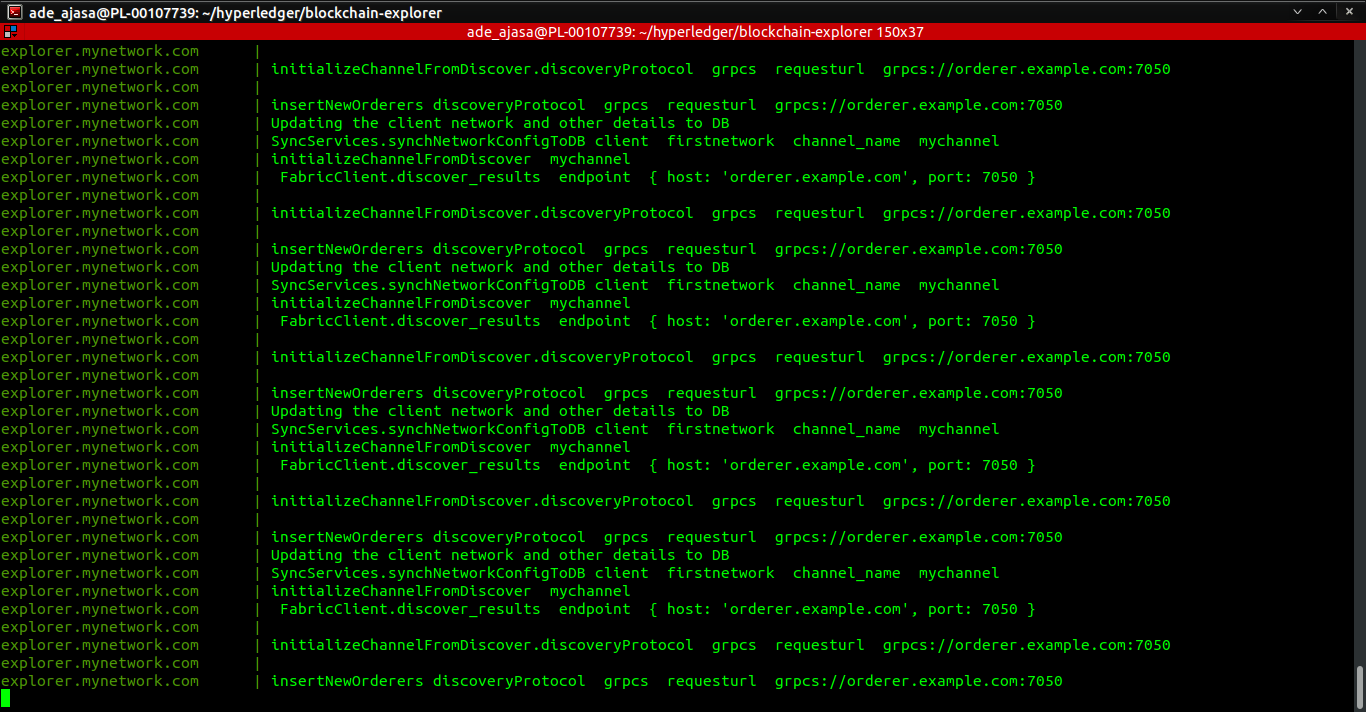 ade_ajasa@PL-00107739: ~/hyperledger/blockchain-explorer
ade_ajasa@PL-00107739: ~/hyperledger/blockchain-explorer 150x37
explorer.mynetwork.com |
explorer.mynetwork.com | initializeChannelFromDiscover.discoveryProtocol grpcs requesturl grpcs://orderer.example.com:7050
explorer.mynetwork.com |
explorer.mynetwork.com | insertNewOrderers discoveryProtocol grpcs requesturl grpcs://orderer.example.com:7050
explorer.mynetwork.com | Updating the client network and other details to DB
explorer.mynetwork.com | SyncServices.synchNetworkConfigToDB client firstnetwork channel_name mychannel
explorer.mynetwork.com | initializeChannelFromDiscover mychannel
explorer.mynetwork.com | FabricClient.discover_results endpoint { host: 'orderer.example.com', port: 7050 }
explorer.mynetwork.com |
explorer.mynetwork.com | initializeChannelFromDiscover.discoveryProtocol grpcs requesturl grpcs://orderer.example.com:7050
explorer.mynetwork.com |
explorer.mynetwork.com | insertNewOrderers discoveryProtocol grpcs requesturl grpcs://orderer.example.com:7050
explorer.mynetwork.com | Updating the client network and other details to DB
explorer.mynetwork.com | SyncServices.synchNetworkConfigToDB client firstnetwork channel_name mychannel
explorer.mynetwork.com | initializeChannelFromDiscover mychannel
explorer.mynetwork.com | FabricClient.discover_results endpoint { host: 'orderer.example.com', port: 7050 }
explorer.mynetwork.com |
explorer.mynetwork.com | initializeChannelFromDiscover.discoveryProtocol grpcs requesturl grpcs://orderer.example.com:7050
explorer.mynetwork.com |
explorer.mynetwork.com | insertNewOrderers discoveryProtocol grpcs requesturl grpcs://orderer.example.com:7050
explorer.mynetwork.com | Updating the client network and other details to DB
explorer.mynetwork.com | SyncServices.synchNetworkConfigToDB client firstnetwork channel_name mychannel
explorer.mynetwork.com | initializeChannelFromDiscover mychannel
explorer.mynetwork.com | FabricClient.discover_results endpoint { host: 'orderer.example.com', port: 7050 }
explorer.mynetwork.com |
explorer.mynetwork.com | initializeChannelFromDiscover.discoveryProtocol grpcs requesturl grpcs://orderer.example.com:7050
explorer.mynetwork.com |
explorer.mynetwork.com | insertNewOrderers discoveryProtocol grpcs requesturl grpcs://orderer.example.com:7050
explorer.mynetwork.com | Updating the client network and other details to DB
explorer.mynetwork.com | SyncServices.synchNetworkConfigToDB client firstnetwork channel_name mychannel
explorer.mynetwork.com | initializeChannelFromDiscover mychannel
explorer.mynetwork.com | FabricClient.discover_results endpoint { host: 'orderer.example.com', port: 7050 }
explorer.mynetwork.com |
explorer.mynetwork.com | initializeChannelFromDiscover.discoveryProtocol grpcs requesturl grpcs://orderer.example.com:7050
explorer.mynetwork.com |
explorer.mynetwork.com | insertNewOrderers discoveryProtocol grpcs requesturl grpcs://orderer.example.com:7050